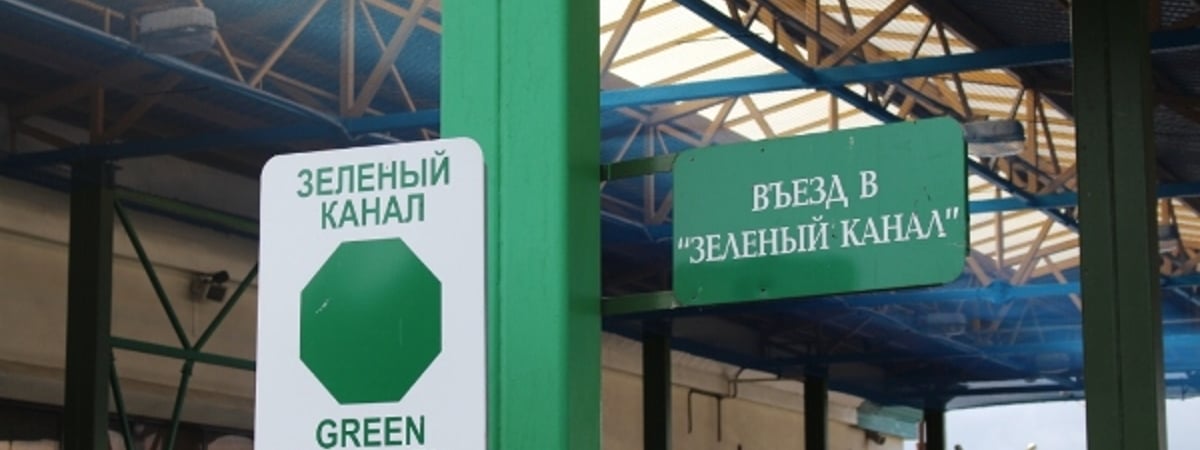 ЗЕЛЕНЫЙ
КАНАЛ
GREEN
ВЪЕЗД В
"ЗЕЛЕНЫЙ КАНАЛ"